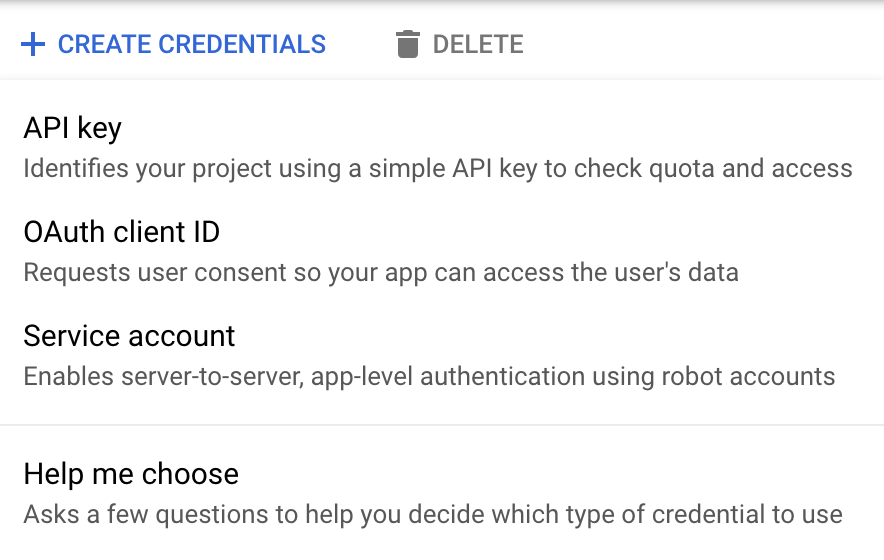 + CREATE CREDENTIALS DELETE
API key
Identifies your project using a simple API key to check quota and access
OAuth client ID
Requests user consent so your app can access the user's data
Service account
Enables server-to-server, app-level authentication using robot accounts
Help me choose
Asks a few questions to help you decide which type of credential to use